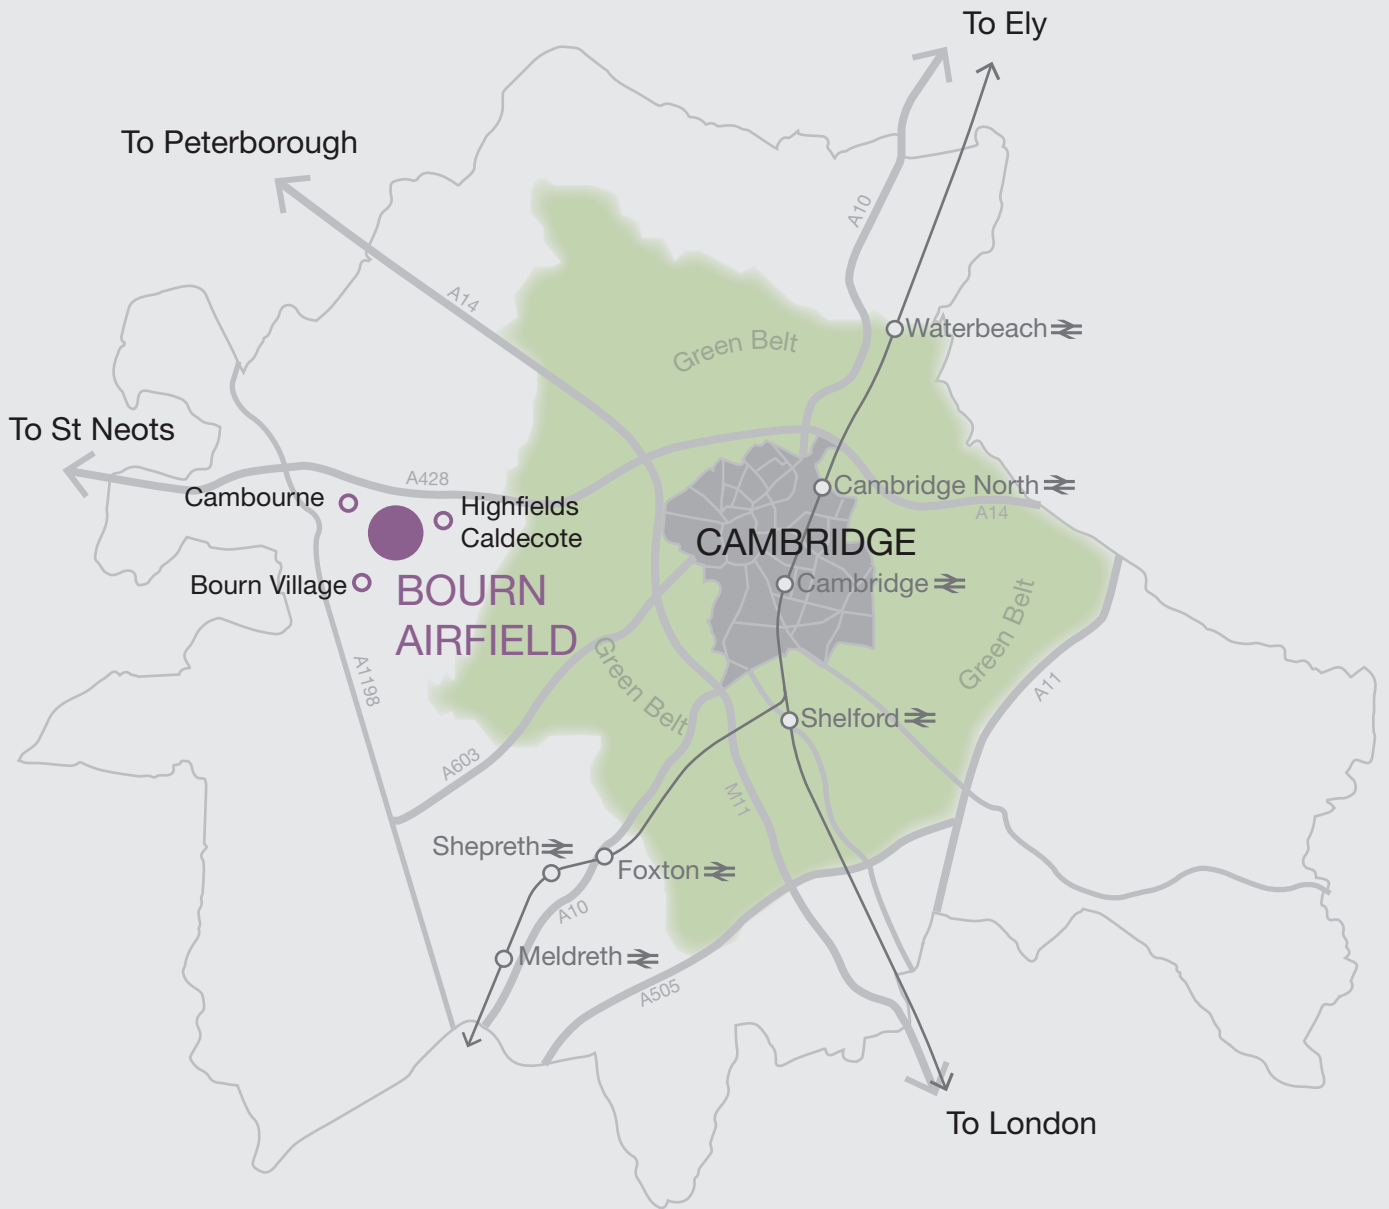 To Ely
To Peterborough
A10
A14
Green Belt
Waterbeach
To St Neots
A428
Cambourne
Highfields
Caldecote
Cambridge North
A14
CAMBRIDGE
Cambridge
Bourn Village
BOURN
AIRFIELD
Green Belt
Green Belt
A1198
A11
Shelford
A603
M11
Shepreth
Foxton
A10
Meldreth
A505
To London